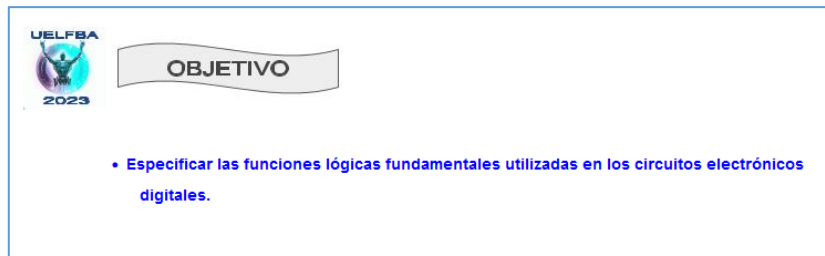 UELFBA
2023
OBJETIVO
• Especificar las funciones lógicas fundamentales utilizadas en los circuitos electrónicos
digitales.